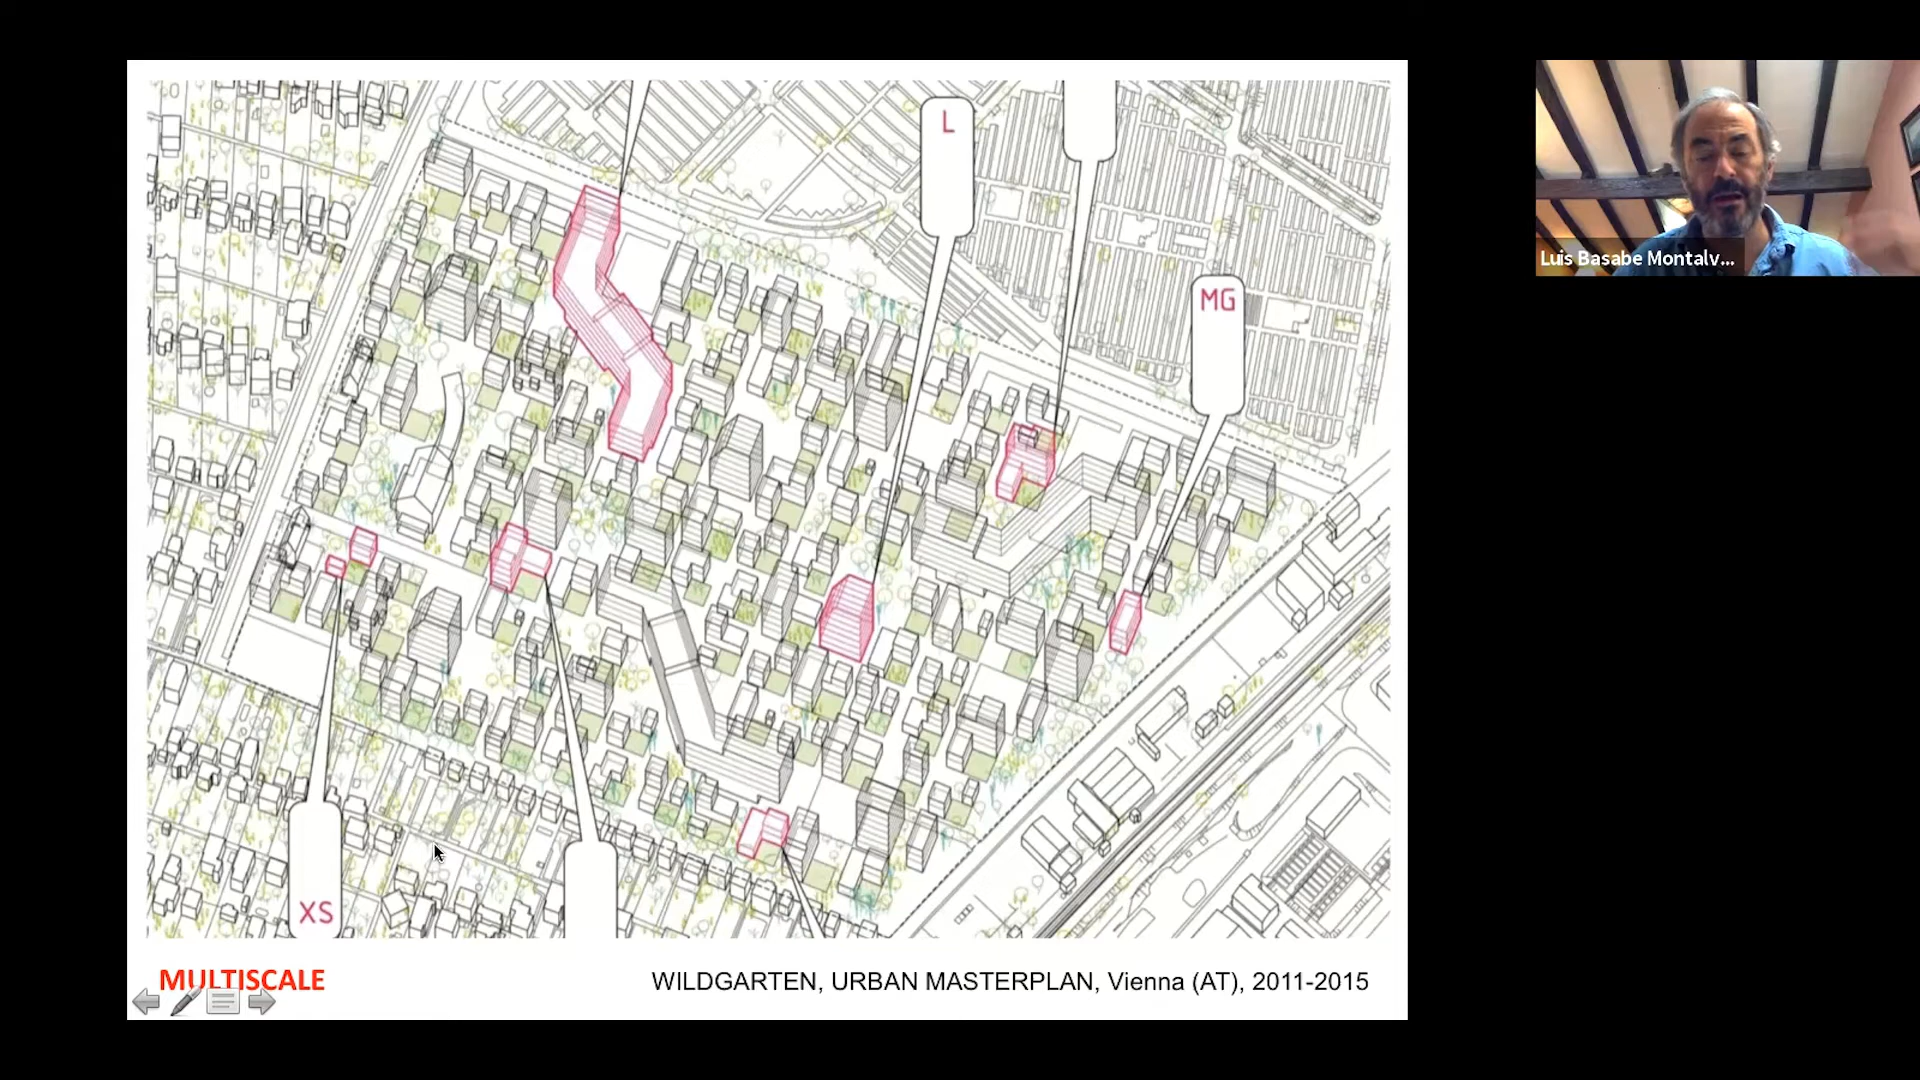 L
MG
XS
Luis Basabe Montalv...
MULTISCALE
WILDGARTEN, URBAN MASTERPLAN, Vienna (AT), 2011-2015